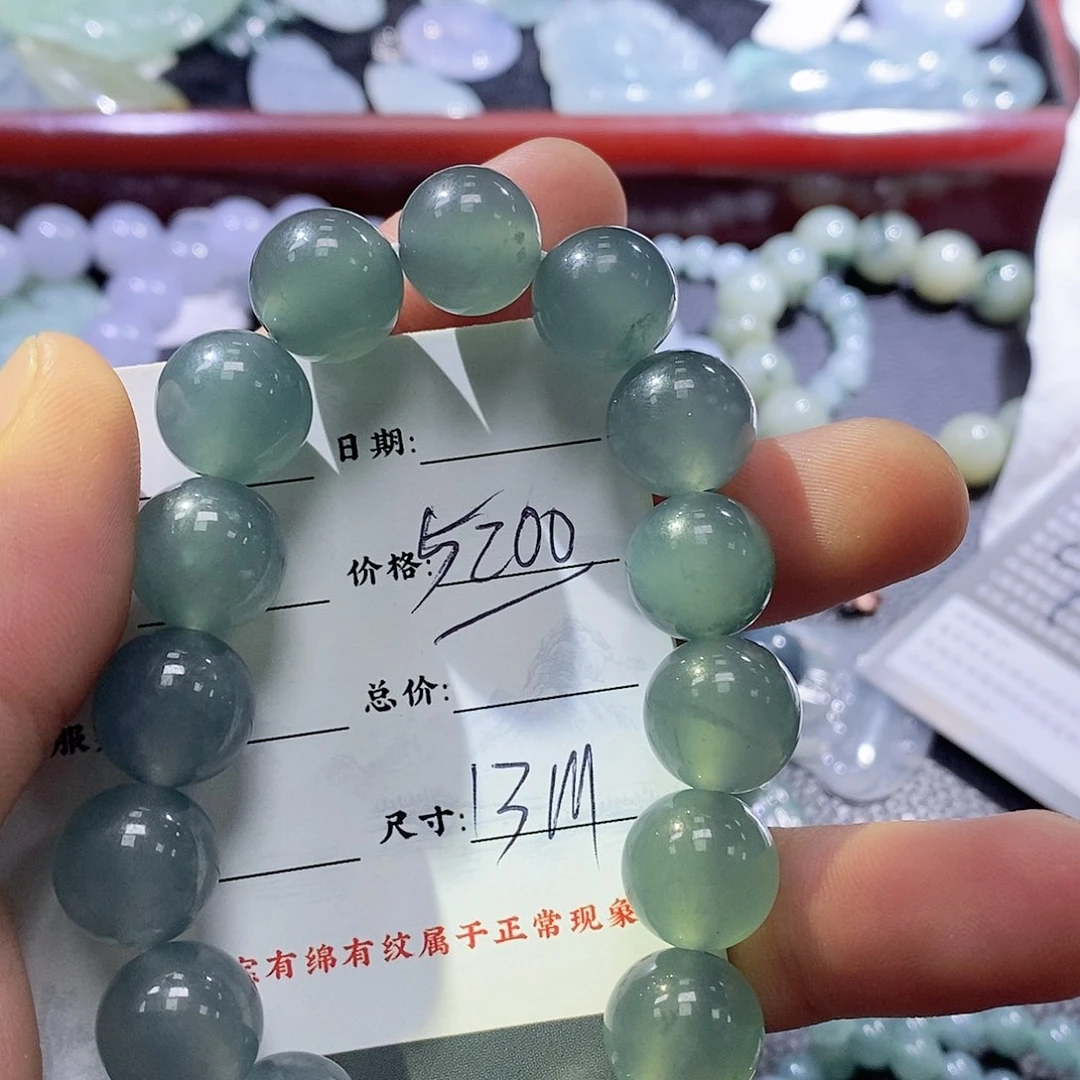 日期:
价格: 5200
总价:
尺寸: 13M
有绵有纹属于正常现象